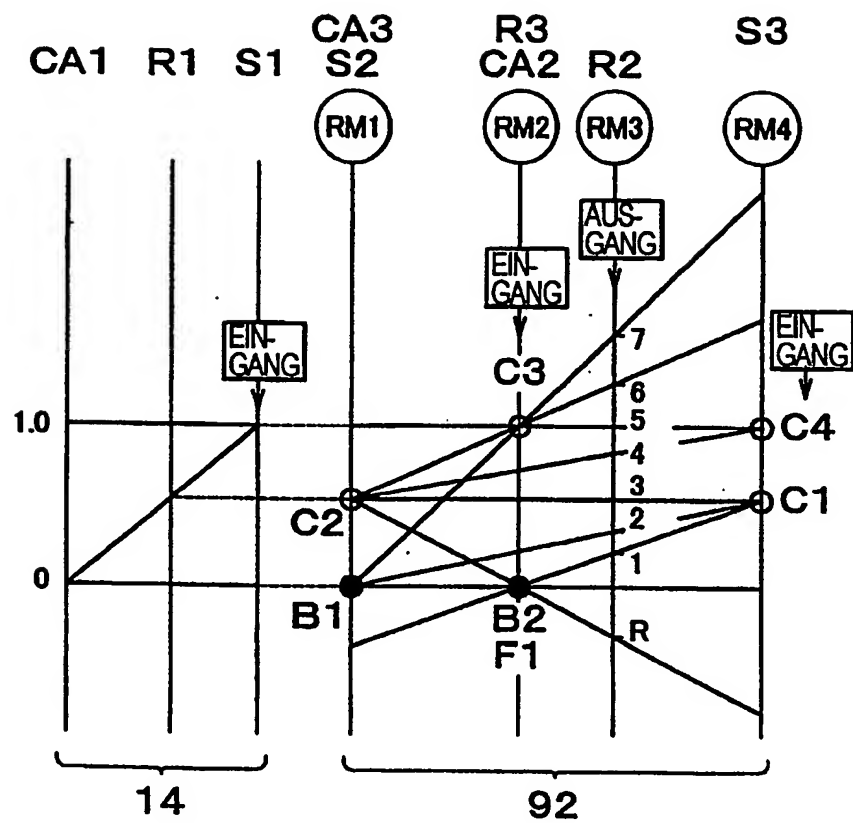 CA3 R3 S3
CA1 R1 S1 S2 CA2 R2
RM1 RM2 RM3 RM4
AUS-
GANG
EIN-
GANG
EIN-
GANG
EIN-
GANG
7
C3
6
1.0
5
C4
4
3
C1
C2
2
1
0
B1
B2
R
F1
14
92